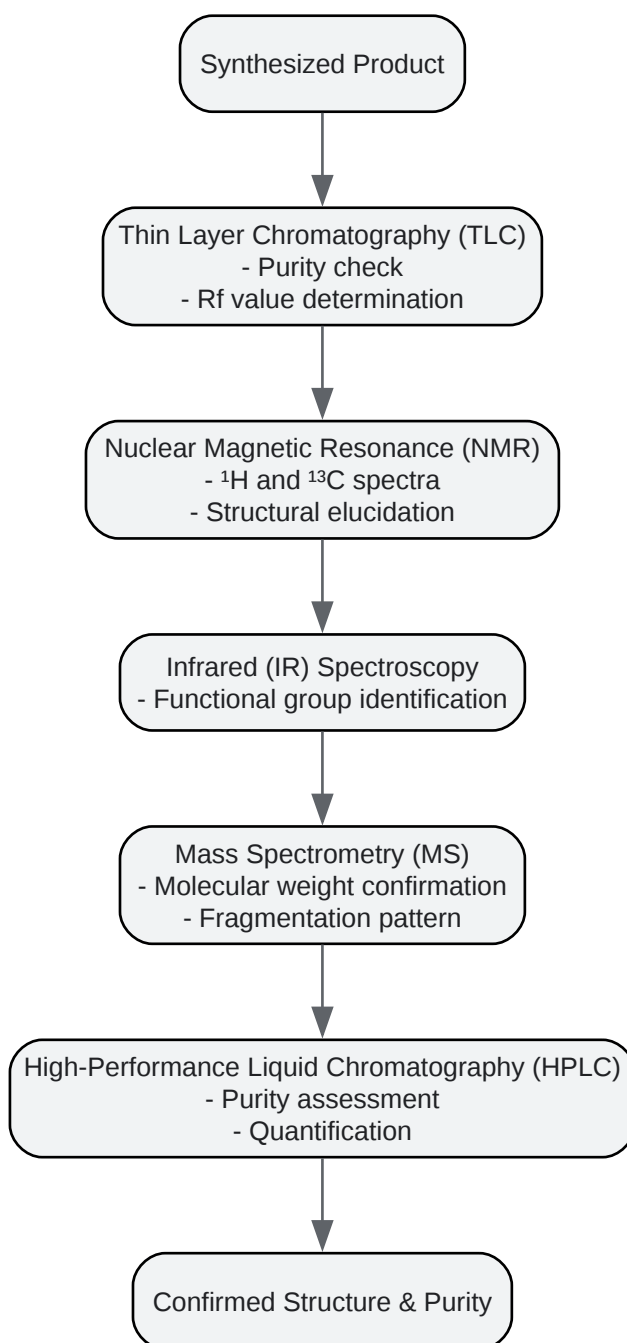 Synthesized Product
Thin Layer Chromatography (TLC)
- Purity check
- Rf value determination
Nuclear Magnetic Resonance (NMR)
- ¹H and ¹³C spectra
- Structural elucidation
Infrared (IR) Spectroscopy
- Functional group identification
Mass Spectrometry (MS)
- Molecular weight confirmation
- Fragmentation pattern
High-Performance Liquid Chromatography (HPLC)
- Purity assessment
- Quantification
Confirmed Structure & Purity